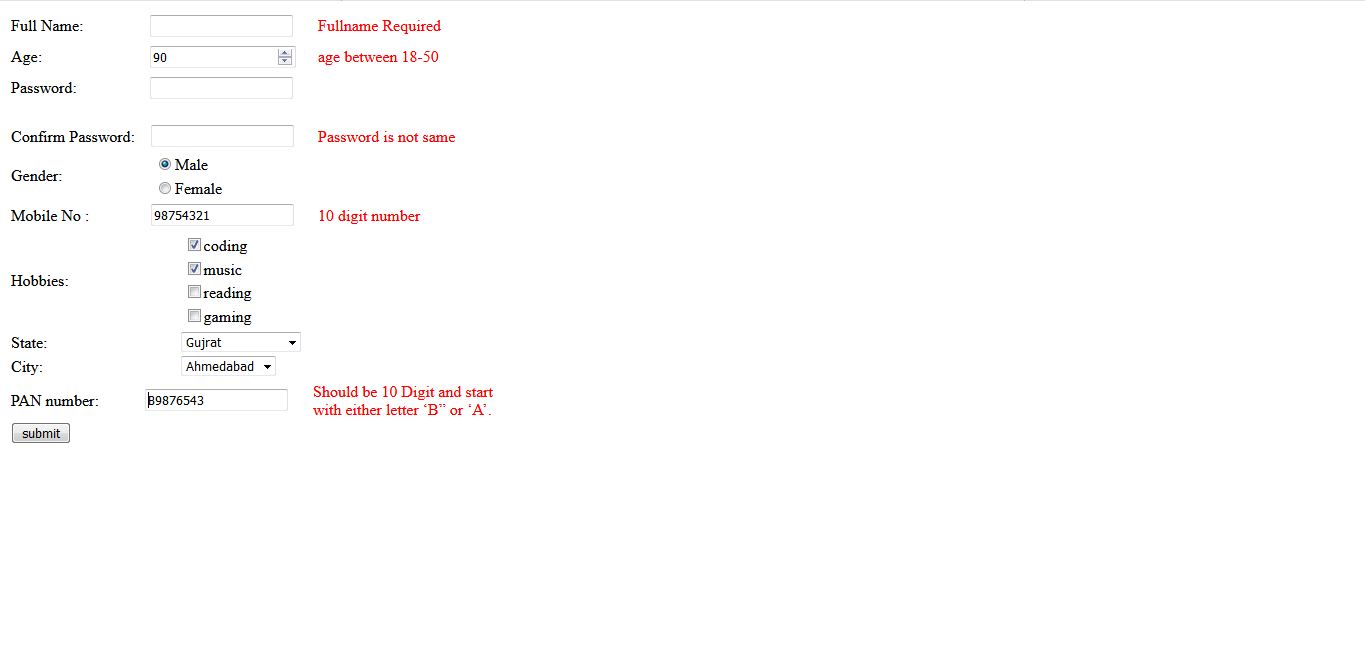 Full Name: Fullname Required
Age: 90 age between 18-50
Password:
Confirm Password: Password is not same
Male
Gender:
Female
Mobile No : 98754321 10 digit number
coding
music
Hobbies:
reading
gaming
State: Gujrat
City: Ahmedabad
PAN number: 89876543 Should be 10 Digit and start
with either letter ‘B” or ‘A’.
submit